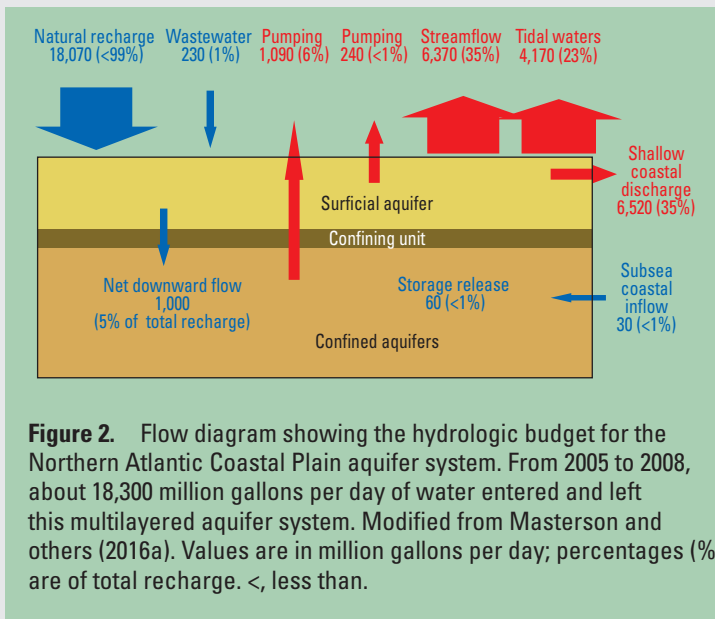 Natural recharge
18,070 (<99%)
Wastewater
230 (1%)
Pumping
1,090 (6%)
Pumping
240 (<1%)
Streamflow
6,370 (35%)
Tidal waters
4,170 (23%)
Shallow
coastal
discharge
6,520 (35%)
Surficial aquifer
Confining unit
Net downward flow
1,000
(5% of total recharge)
Storage release
60 (<1%)
Subsea
coastal
inflow
30 (<1%)
Confined aquifers
Figure 2. Flow diagram showing the hydrologic budget for the
Northern Atlantic Coastal Plain aquifer system. From 2005 to 2008,
about 18,300 million gallons per day of water entered and left
this multilayered aquifer system. Modified from Masterson and
others (2016a). Values are in million gallons per day; percentages (%
are of total recharge. <, less than.